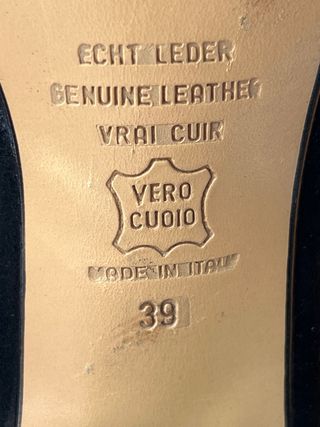 ECHT LEDER
GENUINE LEATHER
VRAI CUIR
VERO
CUOIO
MADE IN ITALY
39